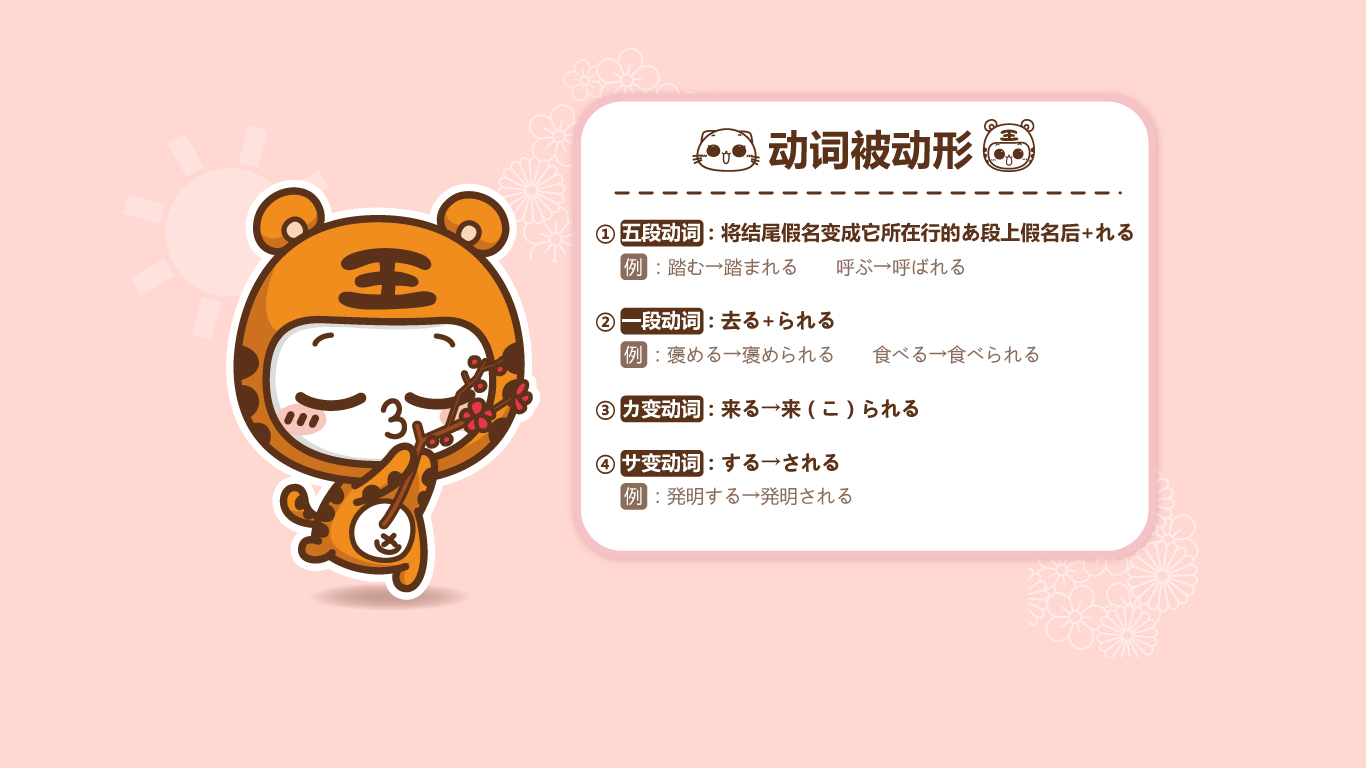 动词被动形
① 五段动词：将结尾假名变成它所在行的あ段上假名后+れる
例：踏む→踏まれる 呼ぶ→呼ばれる
② 一段动词：去る+られる
例：褒める→褒められる 食べる→食べられる
③ カ变动词：来る→来（こ）られる
④ サ变动词：する→される
例：発明する→発明される
王